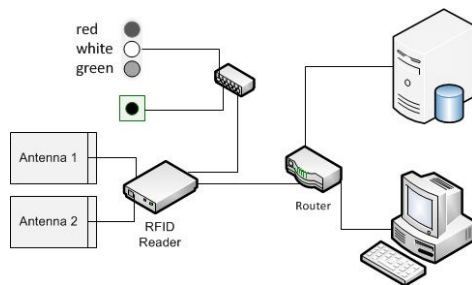 red
white
green
Antenna 1
Antenna 2
RFID
Reader
Router